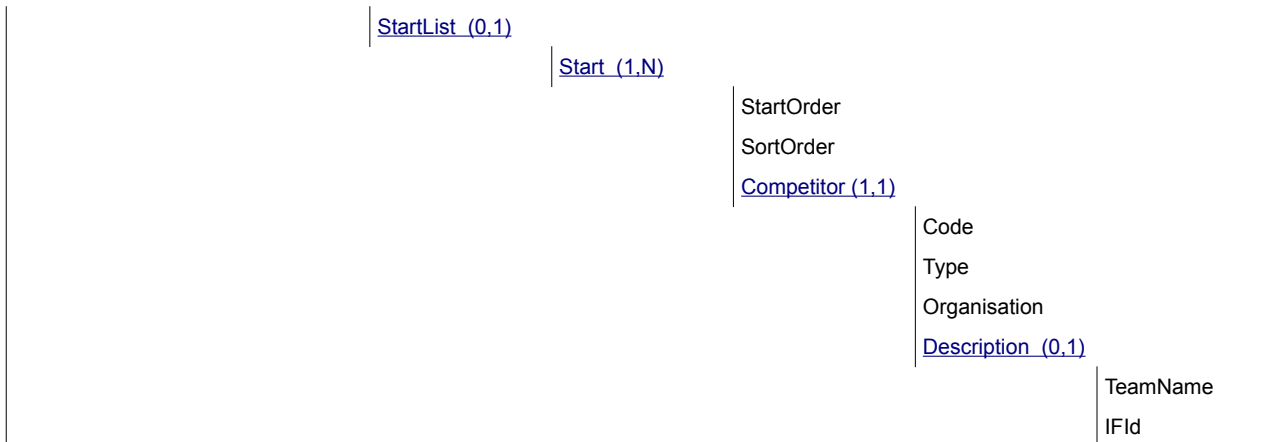 StartList (0,1)
Start (1,N)
StartOrder
SortOrder
Competitor (1,1)
Code
Type
Organisation
Description (0,1)
TeamName
IFId